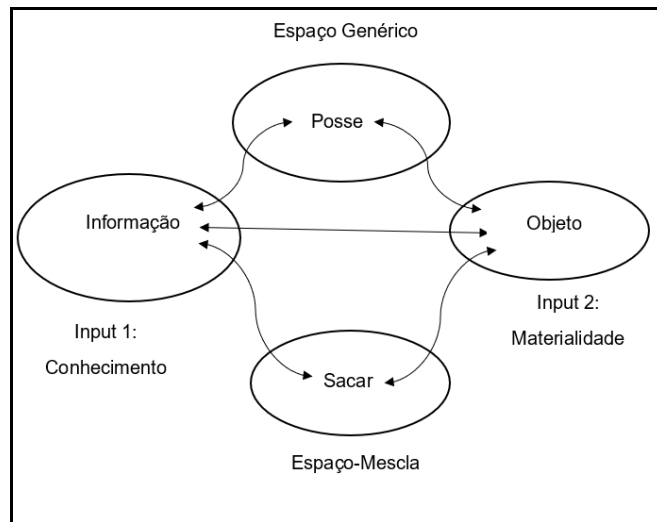 Espaço Genérico
Posse
Informação
Objeto
Input 1:
Conhecimento
Input 2:
Materialidade
Sacar
Espaço-Mescla